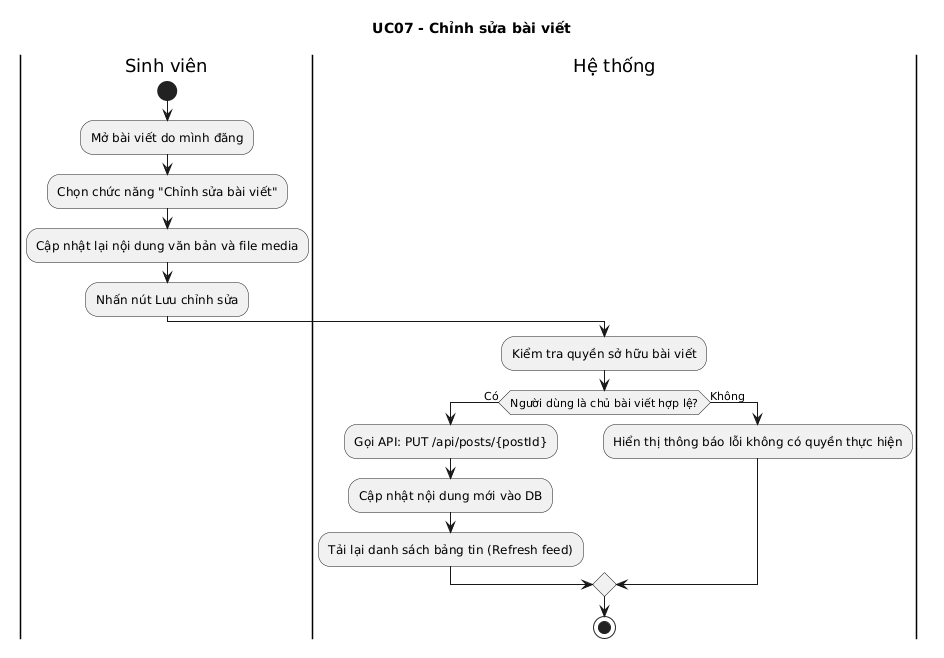 UC07 - Chỉnh sửa bài viết
Sinh viên
Hệ thống
Mở bài viết do mình đăng
Chọn chức năng "Chỉnh sửa bài viết"
Cập nhật lại nội dung văn bản và file media
Nhấn nút Lưu chỉnh sửa
Kiểm tra quyền sở hữu bài viết
Có
Người dùng là chủ bài viết hợp lệ?
Không
Gọi API: PUT /api/posts/{postId}
Hiển thị thông báo lỗi không có quyền thực hiện
Cập nhật nội dung mới vào DB
Tải lại danh sách bảng tin (Refresh feed)